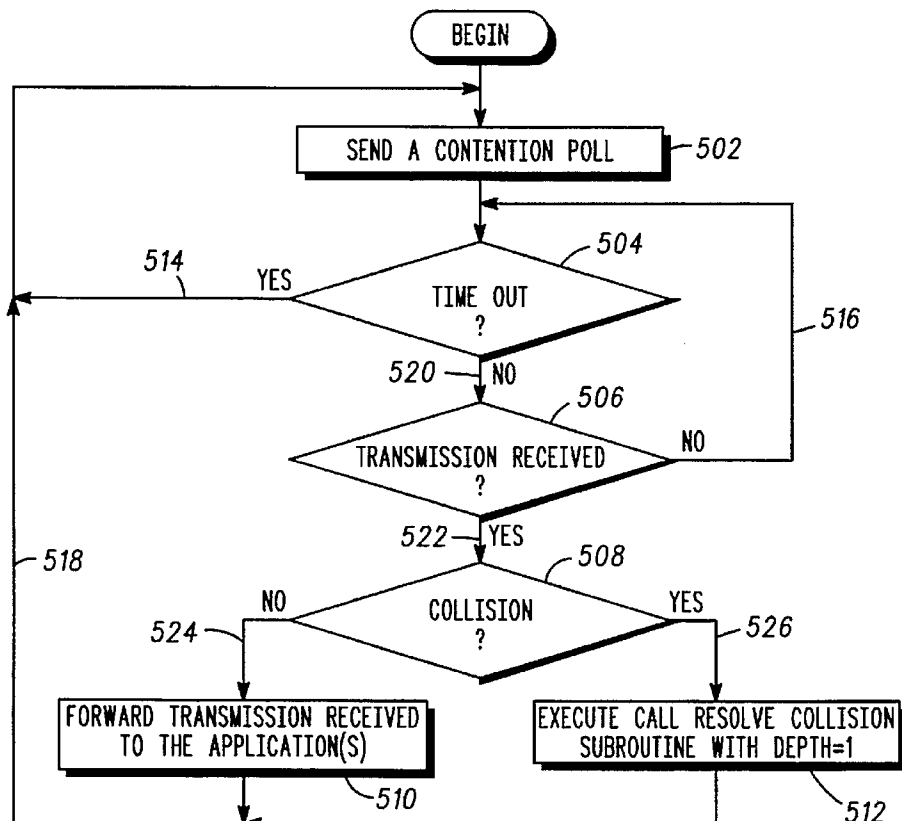 BEGIN
SEND A CONTENTION POLL
502
504
514
YES
TIME OUT
?
516
520
NO
506
TRANSMISSION RECEIVED
?
NO
522
YES
518
508
NO
COLLISION
?
YES
524
526
FORWARD TRANSMISSION RECEIVED
TO THE APPLICATION(S)
EXECUTE CALL RESOLVE COLLISION
SUBROUTINE WITH DEPTH=1
510
512